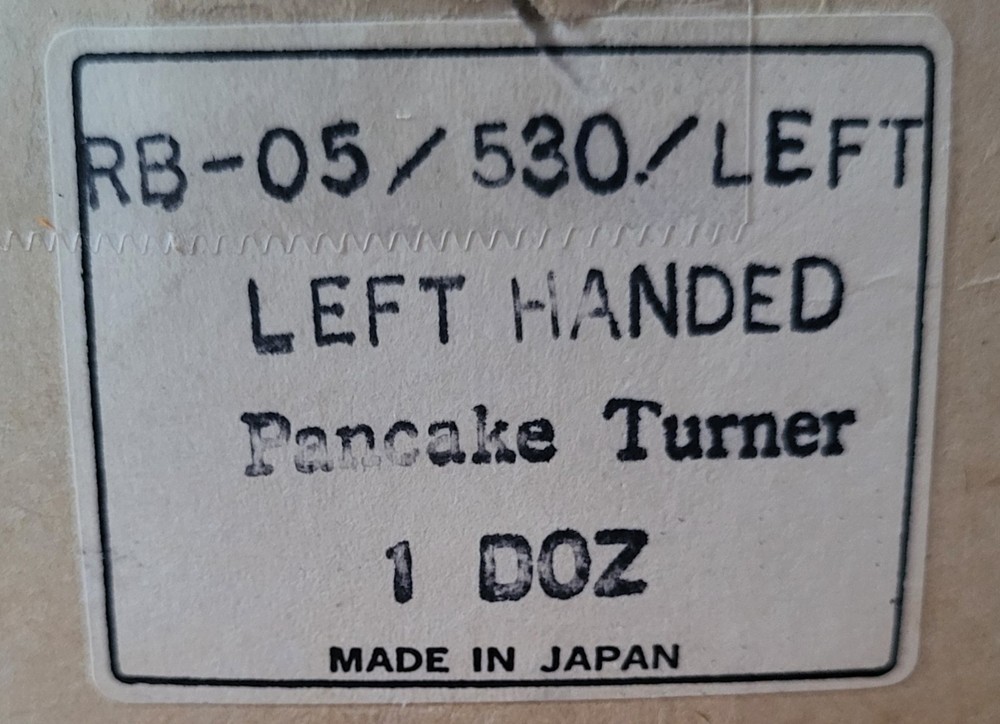 RB-05/530/LEFT
LEFT HANDED
Pancake Turner
1 DOZ
MADE IN JAPAN